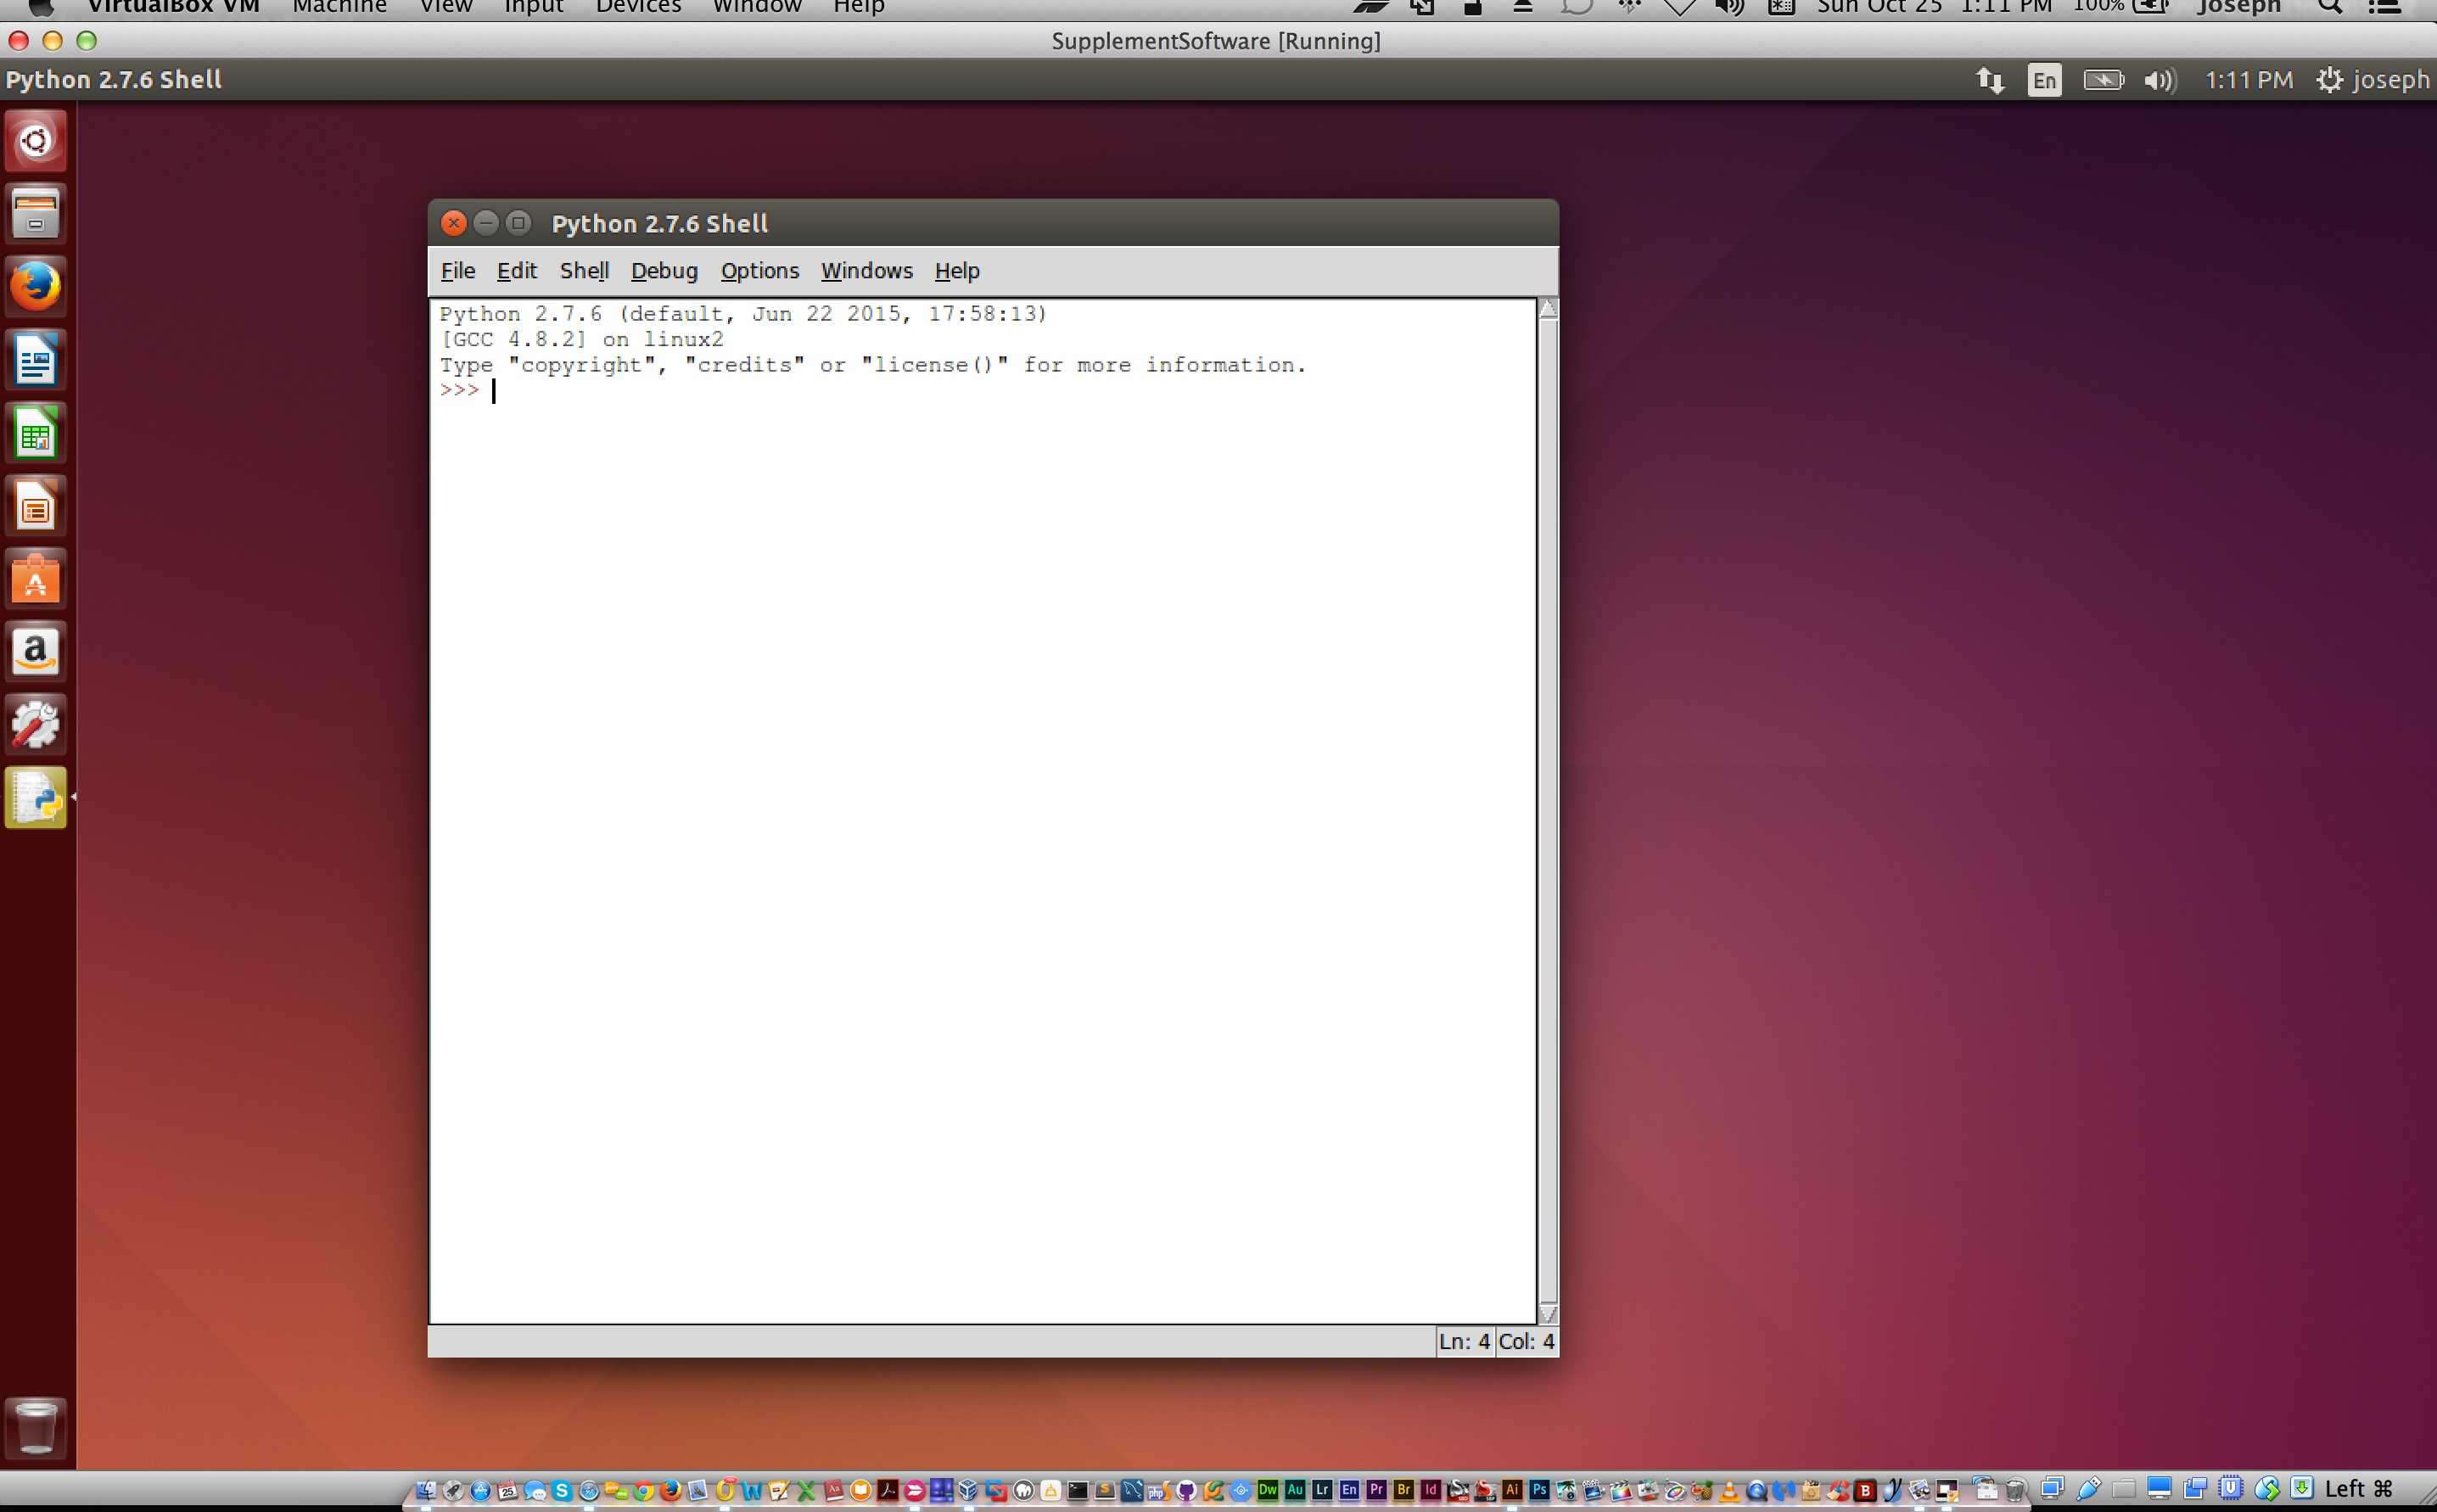 VirtualBox VM Machine View Input Devices Window Help Sun Oct 25 1:11 PM 100% Joseph
SupplementSoftware [Running]
Python 2.7.6 Shell En 1:11 PM joseph
Python 2.7.6 Shell
File Edit Shell Debug Options Windows Help
Python 2.7.6 (default, Jun 22 2015, 17:58:13)
[GCC 4.8.2] on linux2
Type "copyright", "credits" or "license()" for more information.
>>>
Ln: 4 Col: 4
25 S W php Dw Au Lr En Pr Br Id Ai Ps B Left ⌘